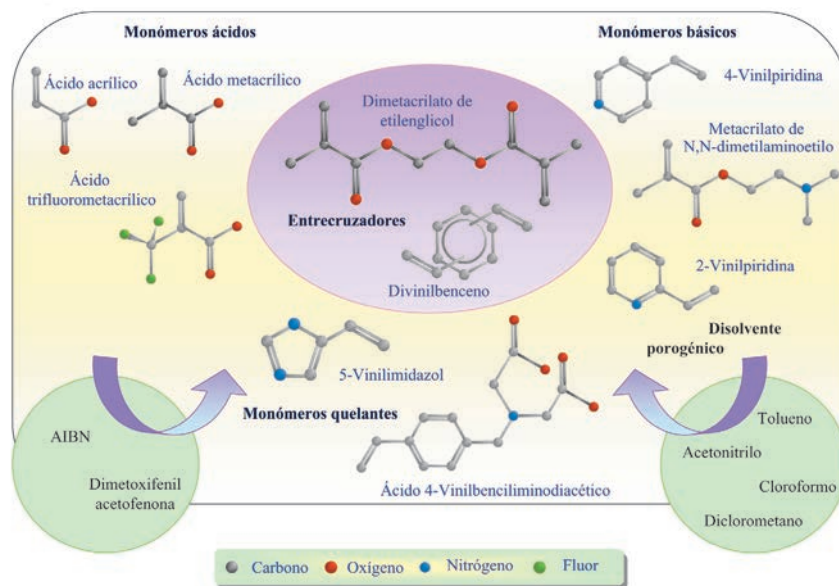 Monómeros ácidos
Monómeros básicos
Ácido acrílico
Ácido metacrílico
4-Vinilpiridina
Dimetacrilato de
etilenglicol
Metacrilato de
N,N-dimetilaminoetilo
Ácido
trifluorometacrilico
Entrecruzadores
Divinilbenceno
2-Vinilpiridina
Disolvente
porogénico
5-Vinilimidazol
Monómeros quelantes
AIBN
Dimetoxifenil
acetofenona
Tolueno
Acetonitrilo
Cloroformo
Diclorometano
Ácido 4-Vinilbenciliminodiacético
Carbono
Oxígeno
Nitrógeno
Fluor